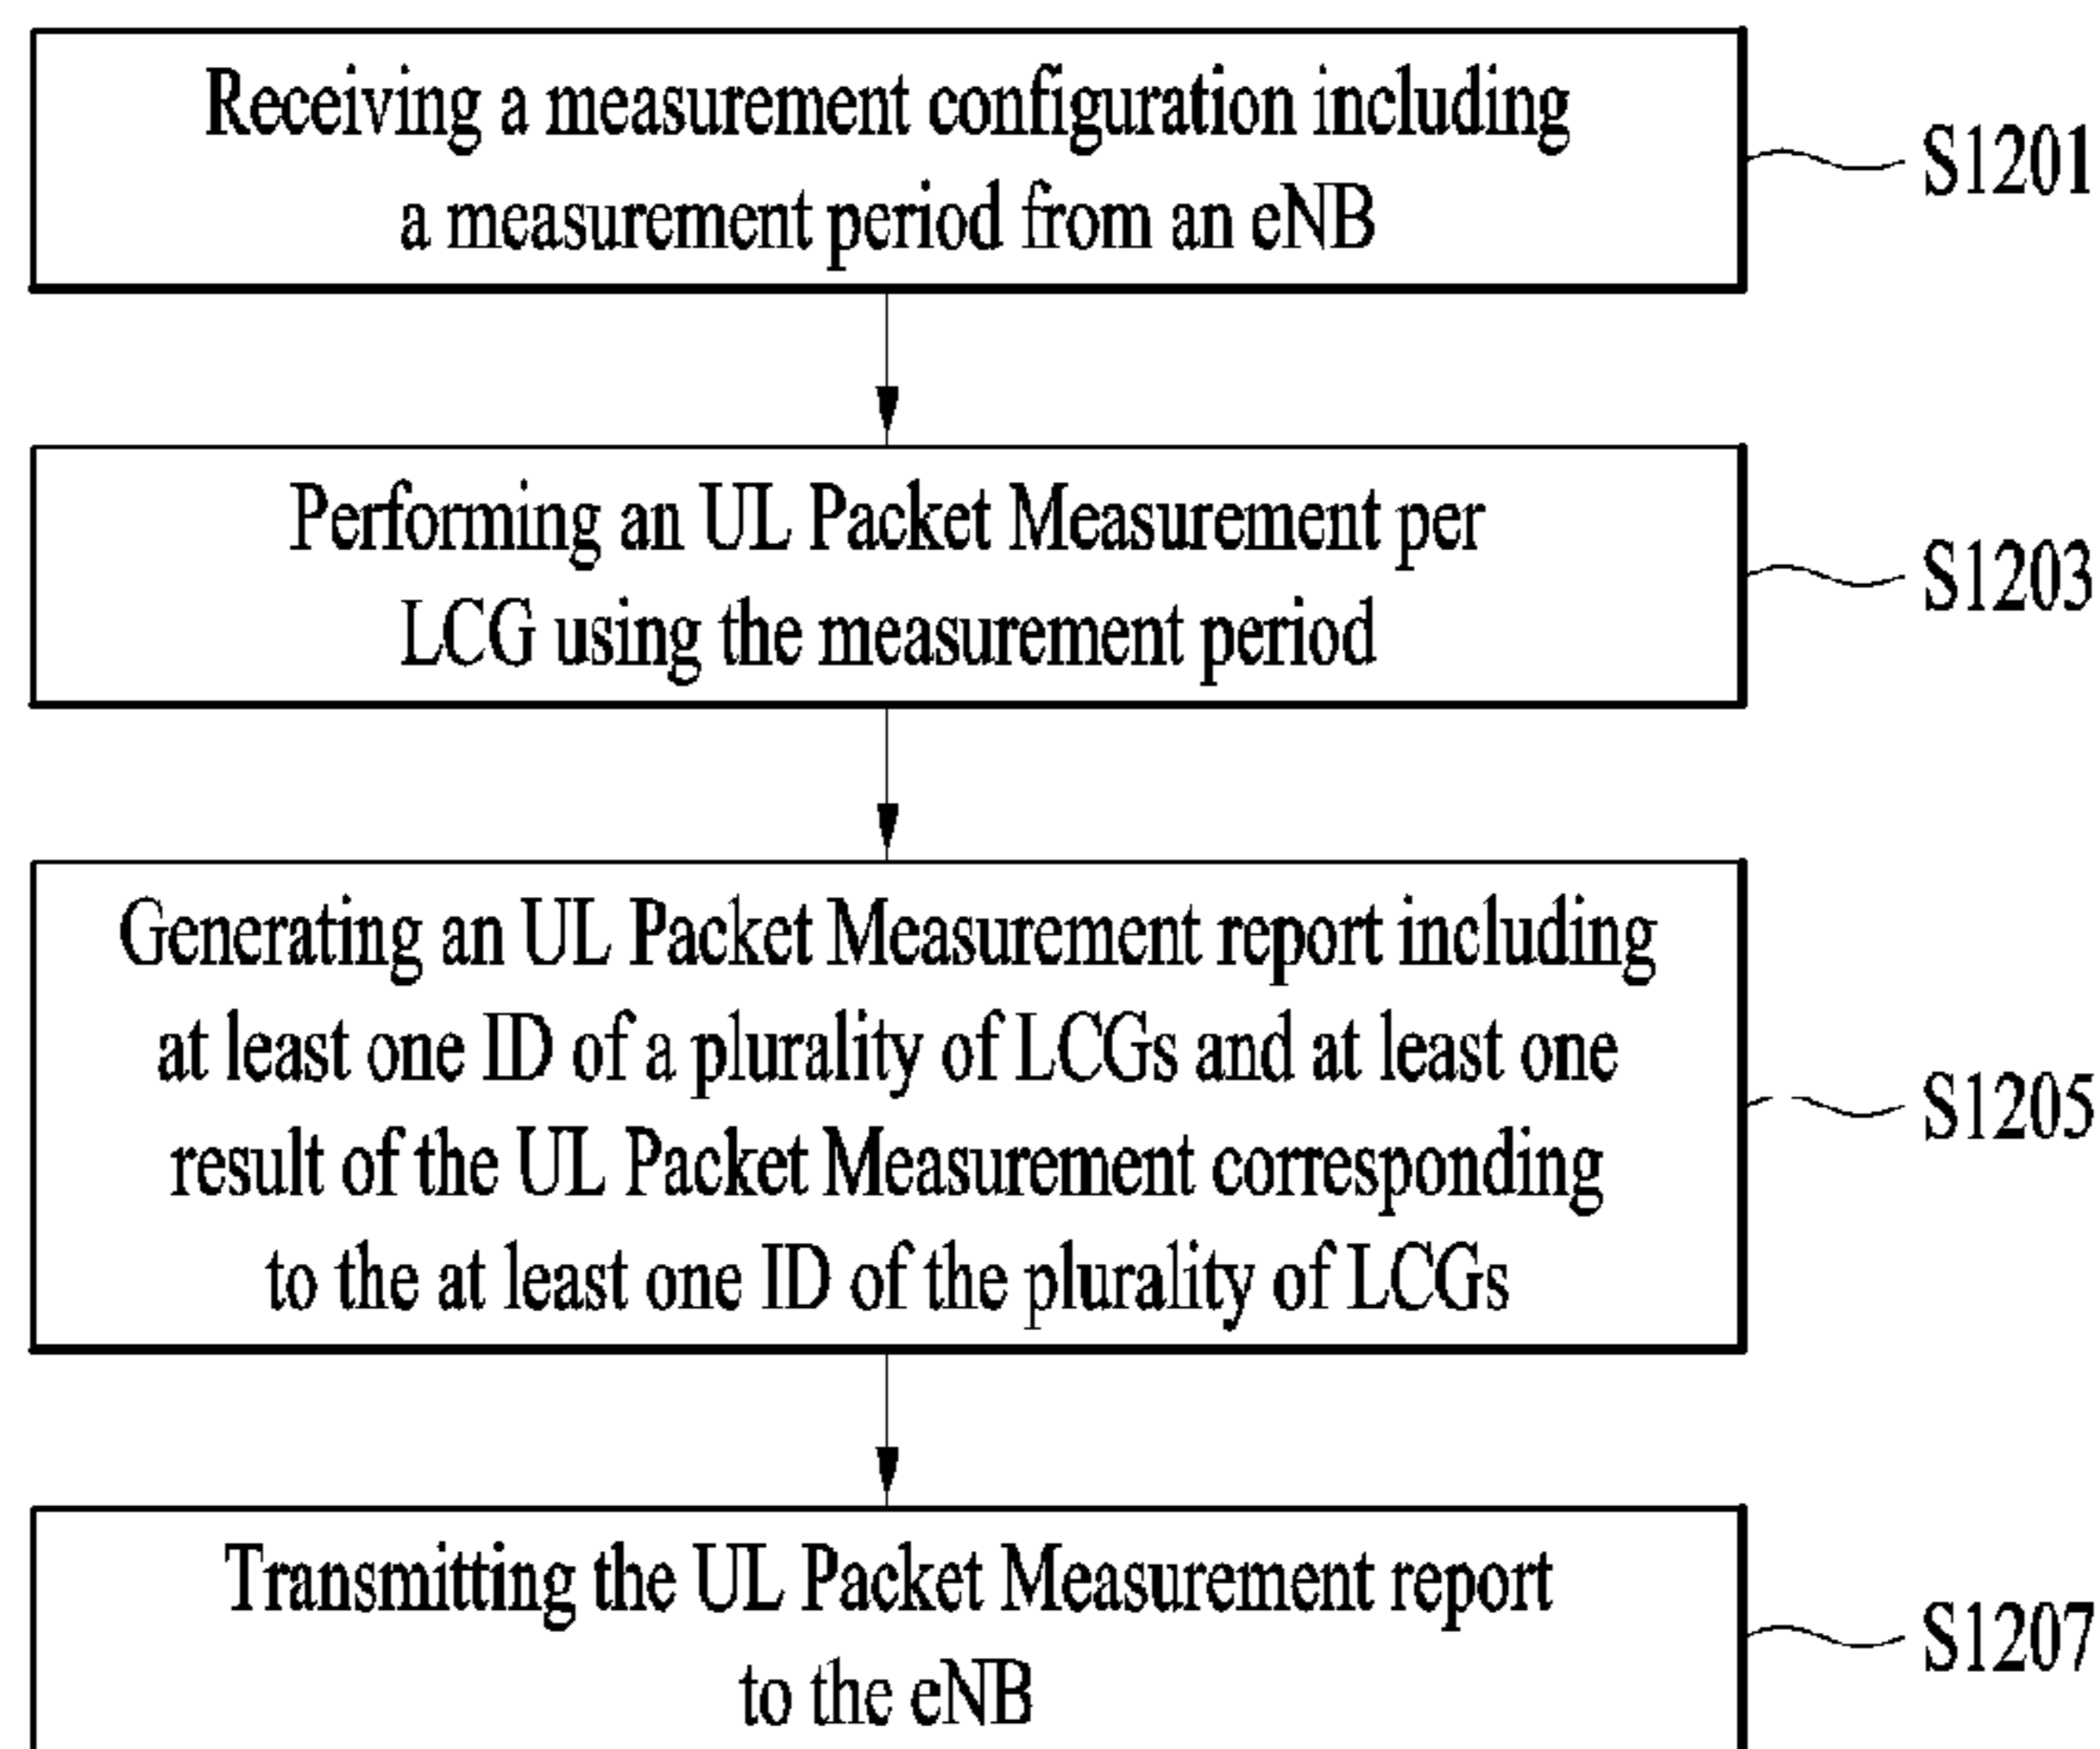 Receiving a measurement configuration including
a measurement period from an eNB
S1201
Performing an UL Packet Measurement per
LCG using the measurement period
S1203
Generating an UL Packet Measurement report including
at least one ID of a plurality of LCGs and at least one
result of the UL Packet Measurement corresponding
to the at least one ID of the plurality of LCGs
S1205
Transmitting the UL Packet Measurement report
to the eNB
S1207